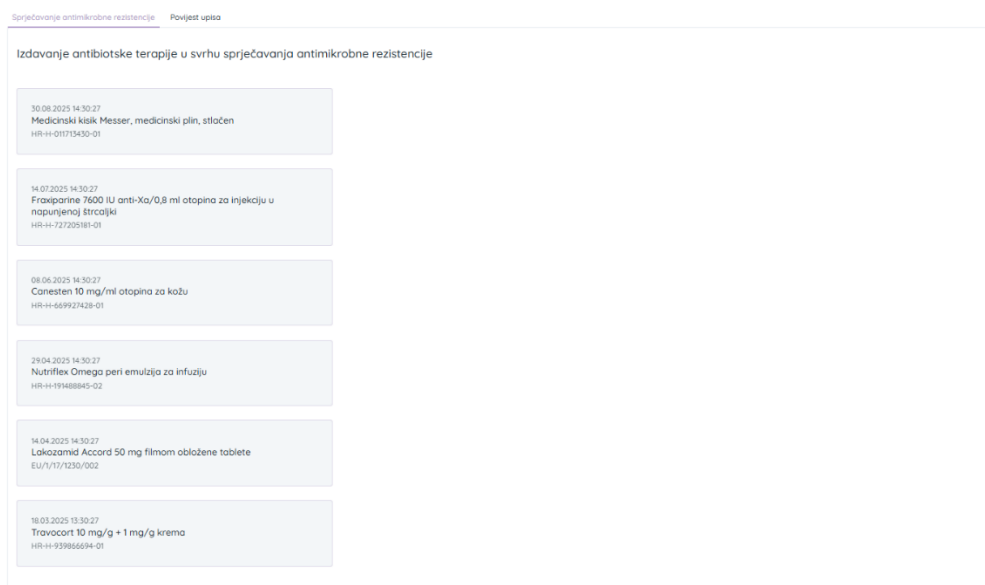 Sprječavanje antimikrobne rezistencije Povijest upisa
Izdavanje antibiotske terapije u svrhu sprječavanja antimikrobne rezistencije
30.08.2025 14:30:27
Medicinski kisik Messer, medicinski plin, stlačen
HR-H-011713430-01
14.07.2025 14:30:27
Fraxiparine 7600 IU anti-Xa/0,8 ml otopina za injekciju u
napunjenoj štrcaljki
HR-H-727205181-01
08.06.2025 14:30:27
Canesten 10 mg/ml otopina za kožu
HR-H-669927428-01
29.04.2025 14:30:27
Nutriflex Omega peri emulzija za infuziju
HR-H-191488845-02
14.04.2025 14:30:27
Lakozamid Accord 50 mg filmom obložene tablete
EU/1/17/1230/002
18.03.2025 13:30:27
Travocort 10 mg/g + 1 mg/g krema
HR-H-939866694-01